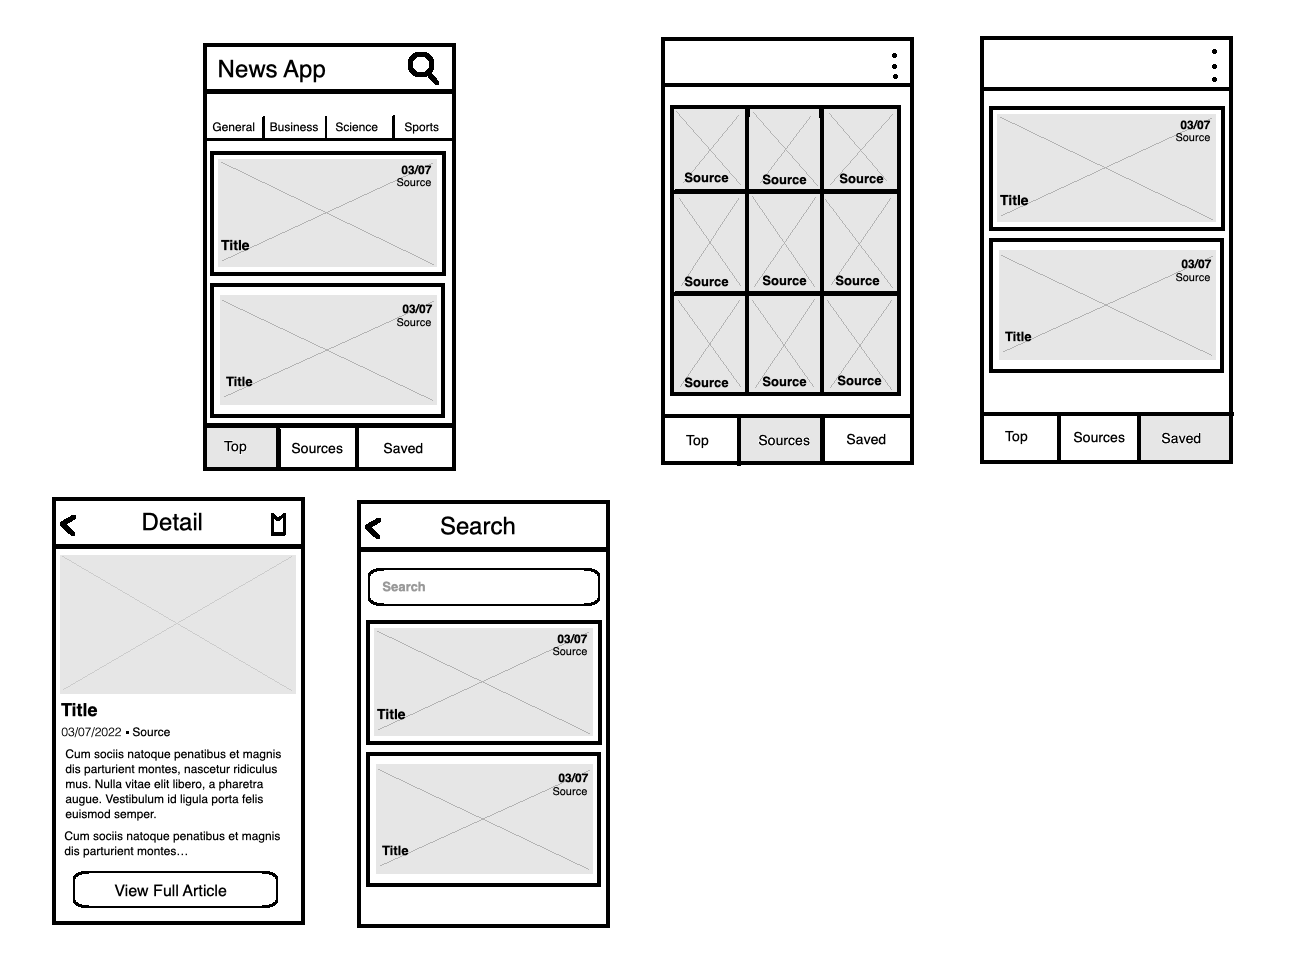 News App
General Business Science Sports
03/07
Source
Title
03/07
Source
Title
Top Sources Saved
Source Source Source
Source Source Source
Source Source Source
Top Sources Saved
03/07
Source
Title
03/07
Source
Title
Top Sources Saved
Detail
Title
03/07/2022 • Source
Cum sociis natoque penatibus et magnis
dis parturient montes, nascetur ridiculus
mus. Nulla vitae elit libero, a pharetra
augue. Vestibulum id ligula porta felis
euismod semper.
Cum sociis natoque penatibus et magnis
dis parturient montes…
View Full Article
Search
Search
03/07
Source
Title
03/07
Source
Title